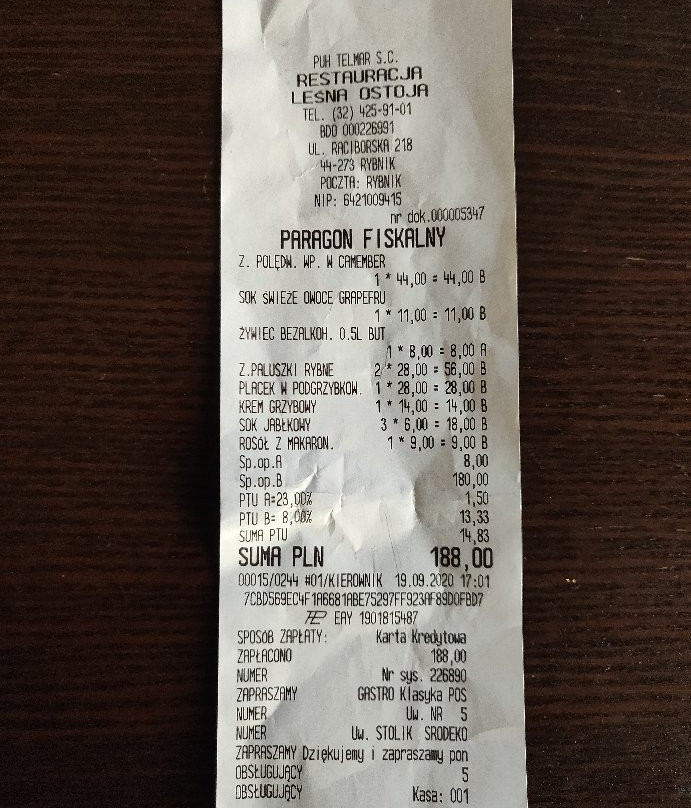 PUH TELMAR S.C.
RESTAURACJA
LEŚNA OSTOJA
TEL. (32) 425-91-01
BDO 000226991
UL. RACIBORSKA 218
44-273 RYBNIK
POCZTA: RYBNIK
NIP: 6421009415
nr dok.000005347
PARAGON FISKALNY
Z. POLĘDW. WP. W CAMEMBER
1 * 44,00 = 44,00 B
SOK ŚWIEŻE OWOCE GRAPEFRU
1 * 11,00 = 11,00 B
ŻYWIEC BEZALKOH. 0.5L BUT
1 * 8,00 = 8,00 A
Z.PALUSZKI RYBNE 2 * 28,00 = 56,00 B
PLACEK W PODGRZYBKOW. 1 * 28,00 = 28,00 B
KREM GRZYBOWY 1 * 14,00 = 14,00 B
SOK JABŁKOWY 3 * 6,00 = 18,00 B
ROSÓŁ Z MAKARON. 1 * 9,00 = 9,00 B
Sp.op.A 8,00
Sp.op.B 180,00
PTU A=23,00% 1,50
PTU B= 8,00% 13,33
SUMA PTU 14,83
SUMA PLN 188,00
00015/0244 #01/KIEROWNIK 19.09.2020 17:01
7CBD569EC4F1A6681ABE75297FF923AF89D0FBD7
EAY 1901815487
SPOSÓB ZAPŁATY: Karta Kredytowa
ZAPŁACONO 188,00
NUMER Nr sys. 226890
ZAPRASZAMY GASTRO Klasyka POS
NUMER Uw. NR 5
NUMER Uw. STOLIK SRODEKO
ZAPRASZAMY Dziękujemy i zapraszamy pon
OBSŁUGUJĄCY 5
OBSŁUGUJĄCY Kasa: 001